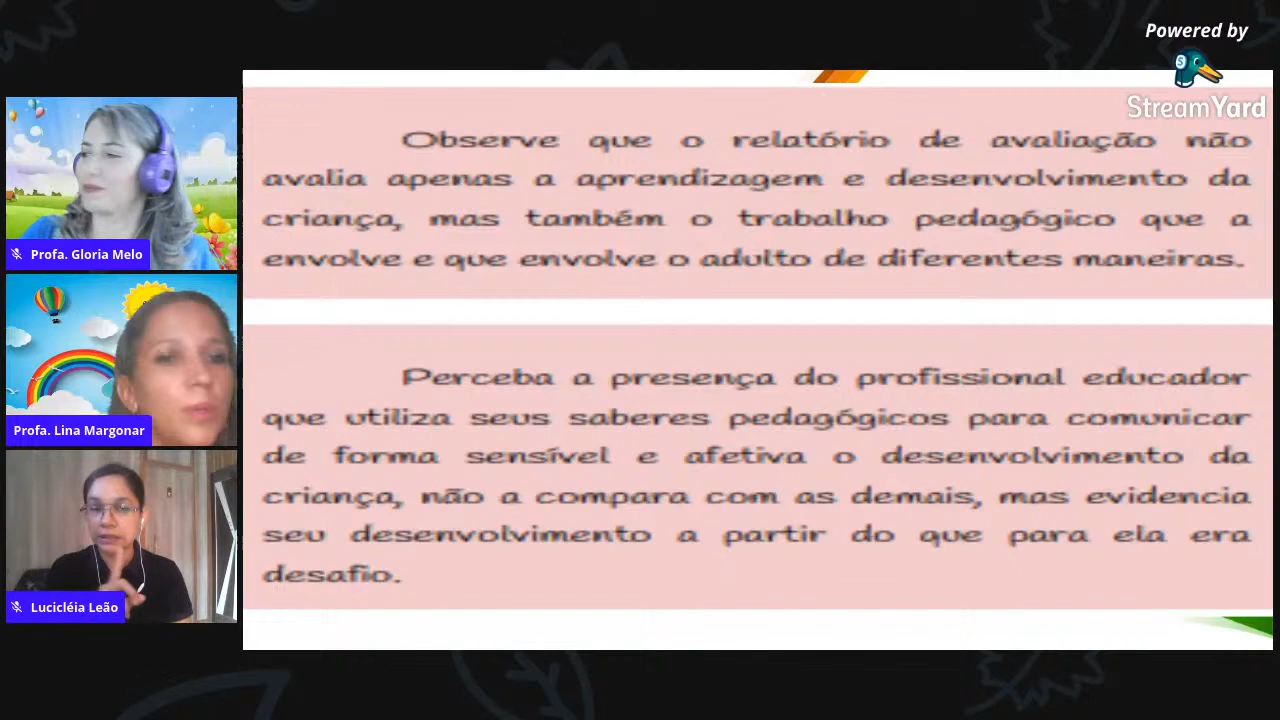 Powered by
StreamYard
Profa. Gloria Melo
Profa. Lina Margonar
Lucicléia Leão
Observe que o relatório de avaliação não
avalia apenas a aprendizagem e desenvolvimento da
criança, mas também o trabalho pedagógico que a
envolve e que envolve o adulto de diferentes maneiras.
Perceba a presença do profissional educador
que utiliza seus saberes pedagógicos para comunicar
de forma sensível e afetiva o desenvolvimento da
criança, não a compara com as demais, mas evidencia
seu desenvolvimento a partir do que para ela era
desafio.